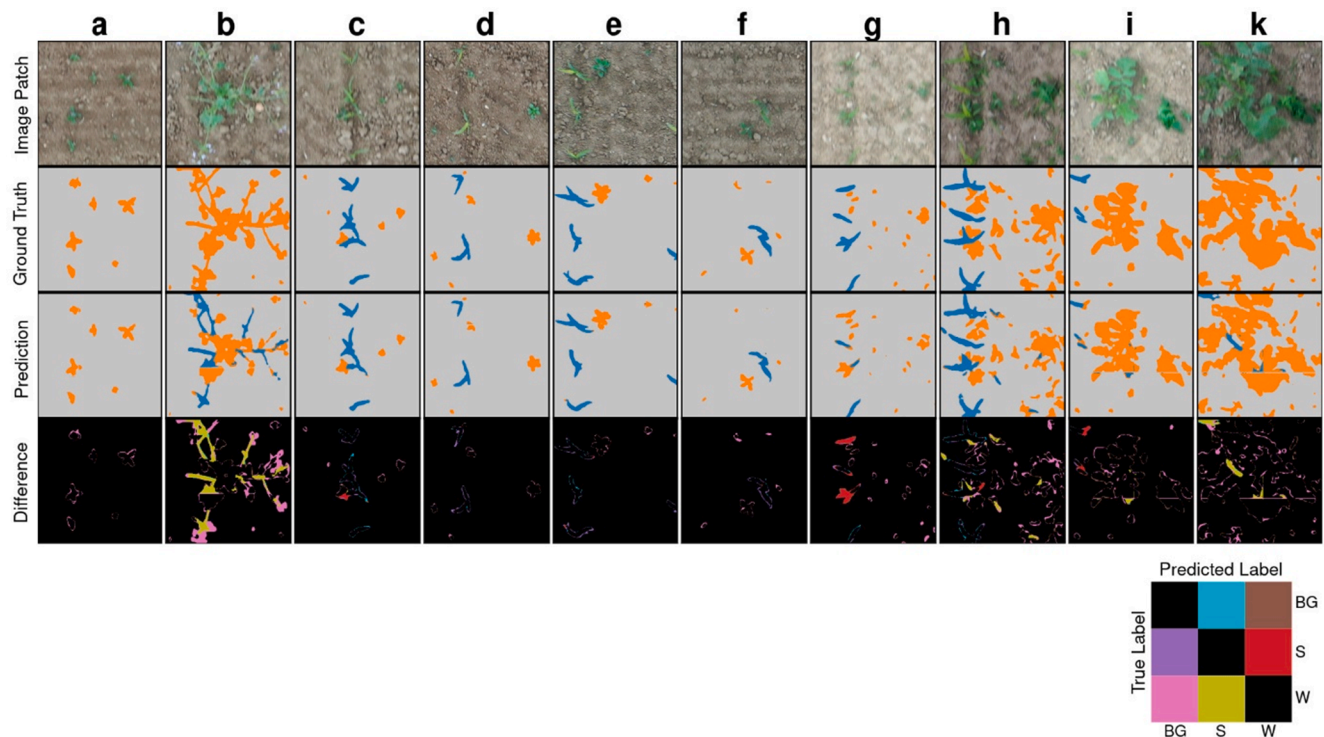 a b c d e f g h i k
Image Patch
Ground Truth
Prediction
Difference
Predicted Label
True Label
BG
S
W
BG S W